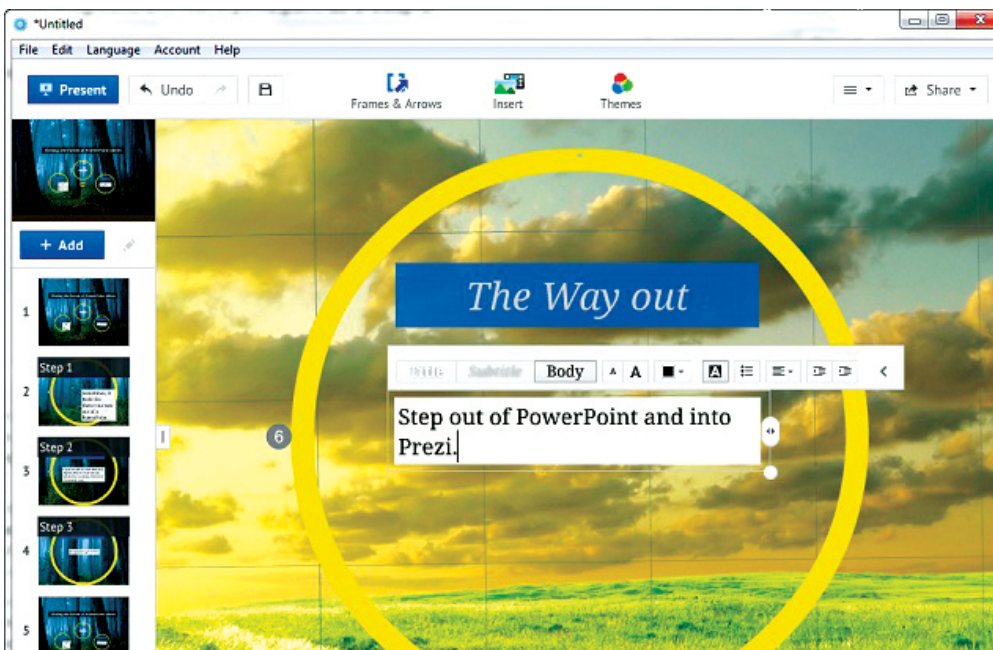 *Untitled
File Edit Language Account Help
Present Undo Frames & Arrows Insert Themes Share
+ Add
1
Step 1
2
Step 2
3
Step 3
4
5
The Way out
Subtitle Body A A A
6
Step out of PowerPoint and into
Prezi.